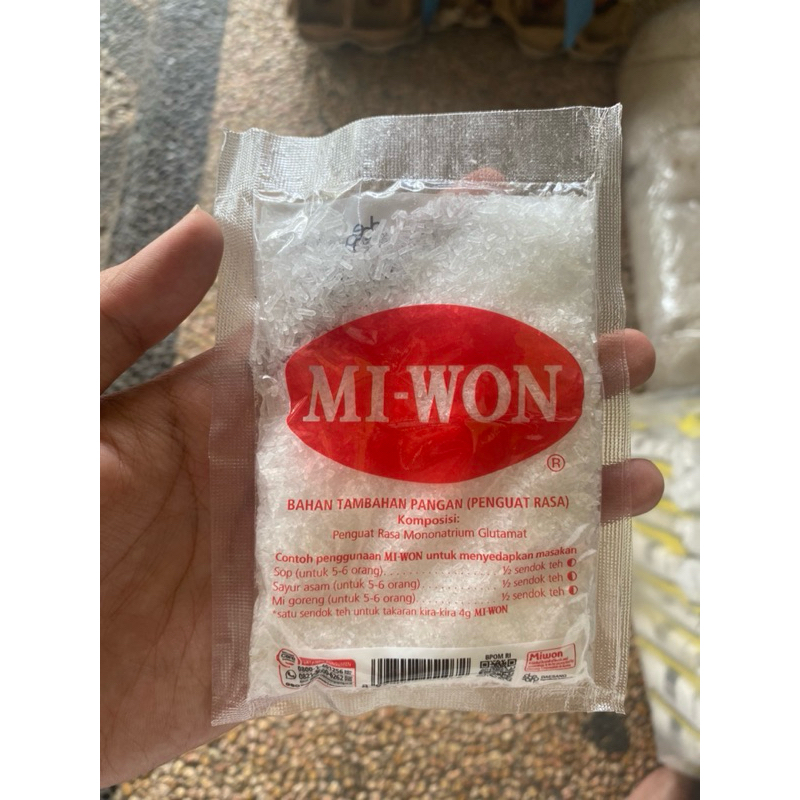 MI-WON
®
BAHAN TAMBAHAN PANGAN (PENGUAT RASA)
Komposisi:
Penguat Rasa Mononatrium Glutamat
Contoh penggunaan MI-WON untuk menyedapkan masakan
Sop (untuk 5-6 orang) ½ sendok teh
Sayur asam (untuk 5-6 orang) ½ sendok teh
Mi goreng (untuk 5-6 orang) ½ sendok teh
*satu sendok teh untuk takaran kira-kira 4g MI-WON
BPOM RI
Miwon